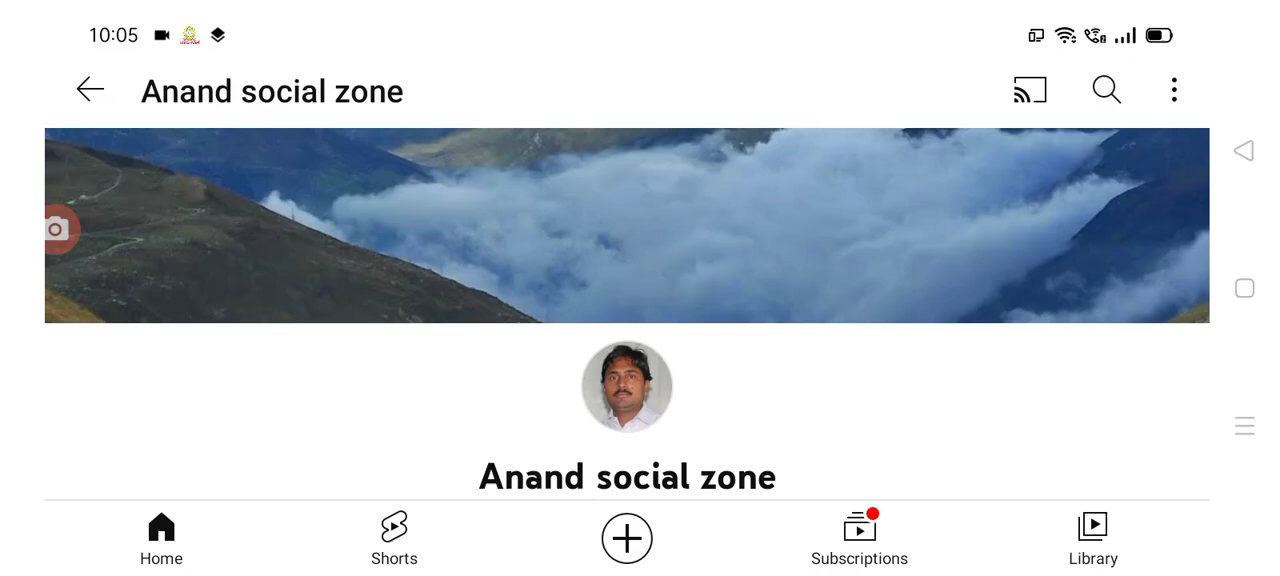 10:05
Anand social zone
Anand social zone
Home
Shorts
Subscriptions
Library